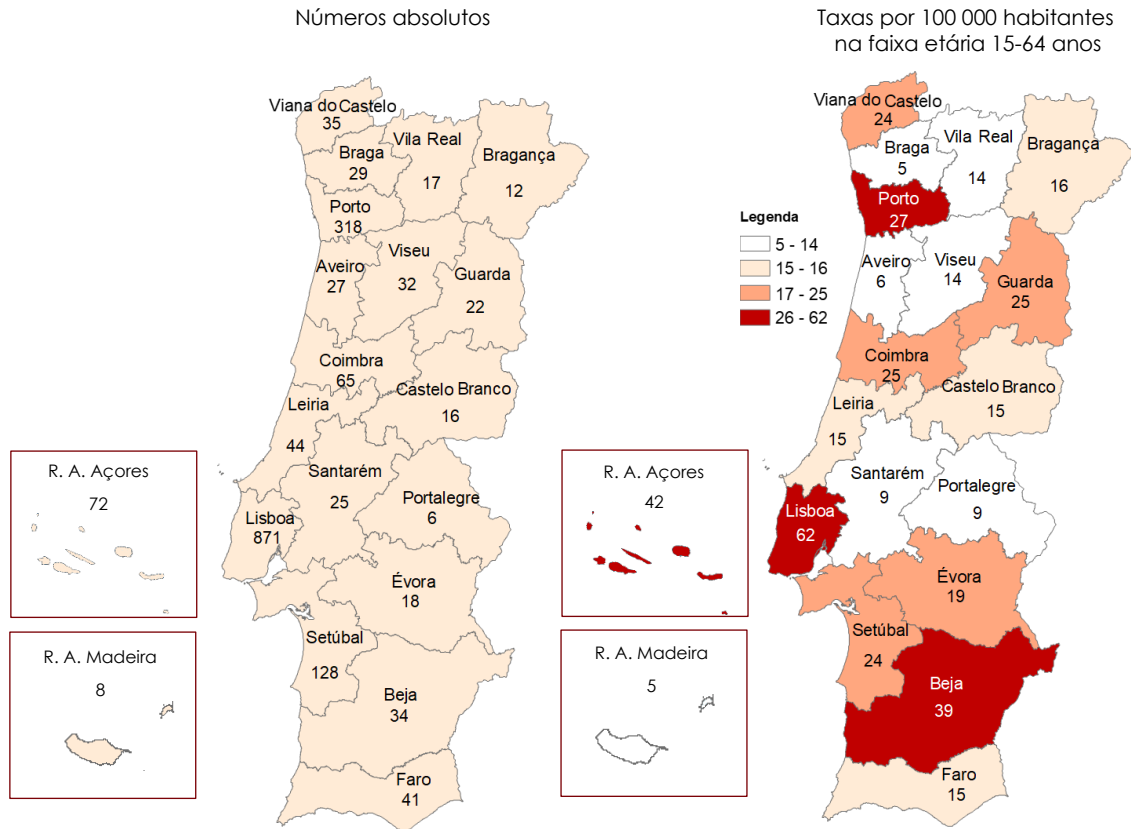 Números absolutos
Viana do Castelo
35
Braga
29
Vila Real
17
Bragança
12
Porto
318
Aveiro
27
Viseu
32
Guarda
22
Coimbra
65
Castelo Branco
16
Leiria
44
Santarém
25
Portalegre
6
Lisboa
871
Évora
18
Setúbal
128
Beja
34
Faro
41
R. A. Açores
72
R. A. Madeira
8
Taxas por 100 000 habitantes
na faixa etária 15-64 anos
Viana do Castelo
24
Braga
5
Vila Real
14
Bragança
16
Porto
27
Legenda
5 - 14
15 - 16
17 - 25
26 - 62
Aveiro
6
Viseu
14
Guarda
25
Coimbra
25
Castelo Branco
15
Leiria
15
Santarém
9
Portalegre
9
Lisboa
62
Évora
19
Setúbal
24
Beja
39
Faro
15
R. A. Açores
42
R. A. Madeira
5